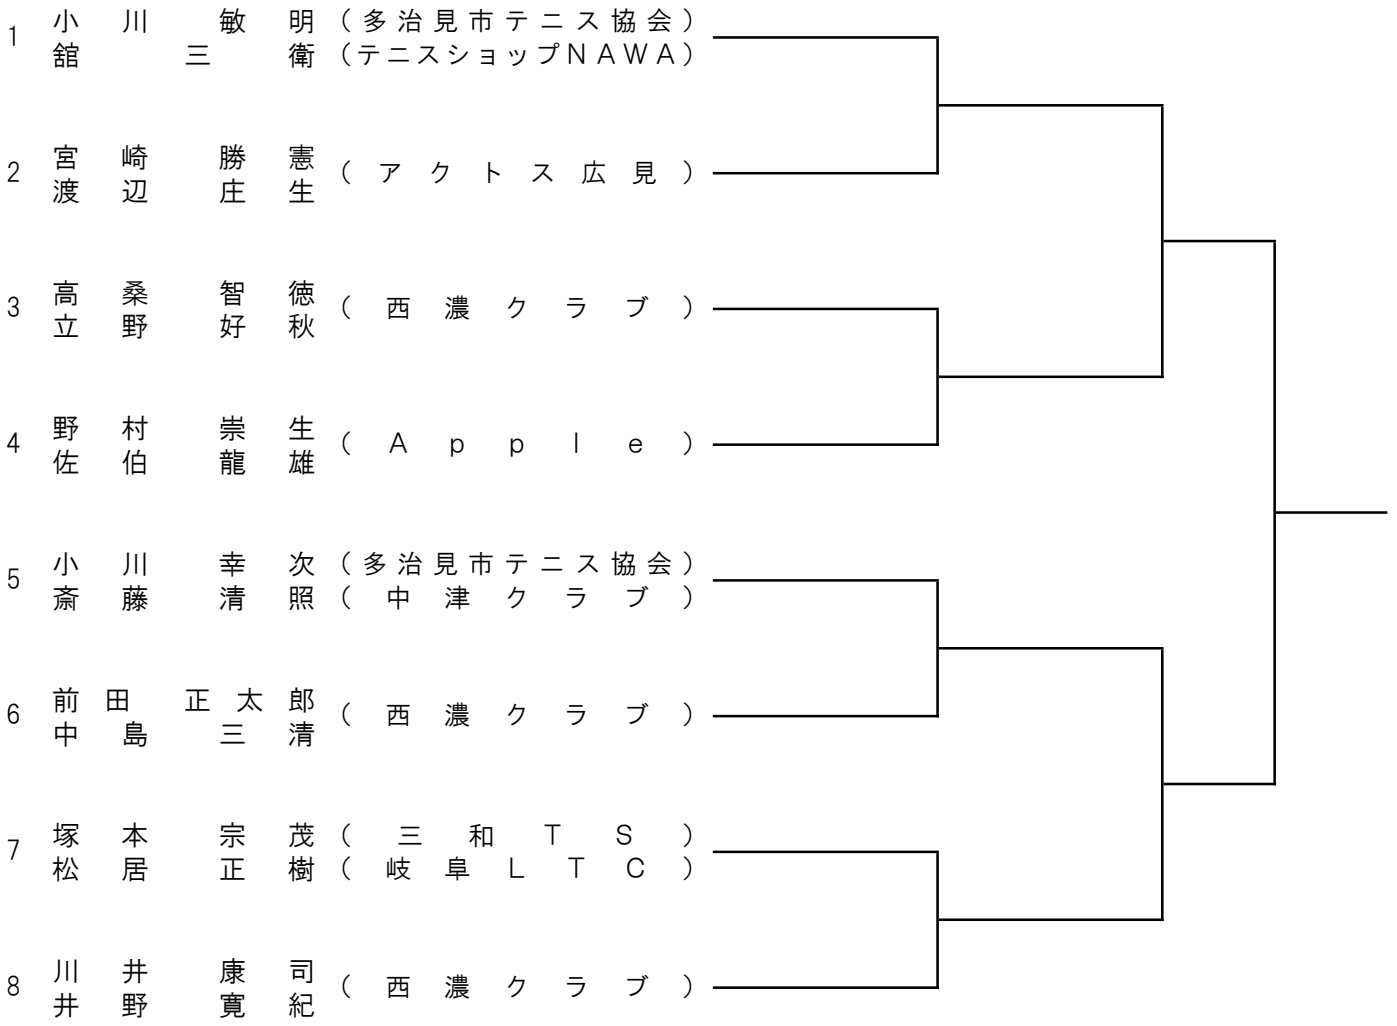 1 小川 敏明 (多治見市テニス協会)
舘 三衛 (テニスショップNAWA)
2 宮崎 勝憲 (アクトス広見)
渡辺 庄生
3 高桑 智徳 (西濃クラブ)
立野 好秋
4 野村 崇生 (Apple)
佐伯 龍雄
5 小川 幸次 (多治見市テニス協会)
斎藤 清照 (中津クラブ)
6 前田 正太郎 (西濃クラブ)
中島 三清
7 塚本 宗茂 (三和TS)
松居 正樹 (岐阜LTC)
8 川井 康司 (西濃クラブ)
井野 寛紀